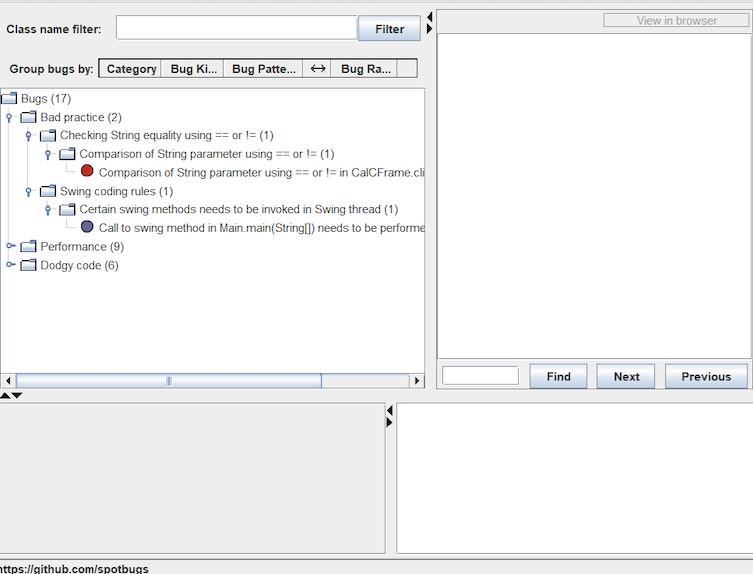 Class name filter:
Filter
View in browser
Group bugs by:
Category
Bug Ki...
Bug Patte...
Bug Ra...
Bugs (17)
Bad practice (2)
Checking String equality using == or != (1)
Comparison of String parameter using == or != (1)
Comparison of String parameter using == or != in CalCFrame.cli
Swing coding rules (1)
Certain swing methods needs to be invoked in Swing thread (1)
Call to swing method in Main.main(String[]) needs to be performe
Performance (9)
Dodgy code (6)
Find
Next
Previous
https://github.com/spotbugs